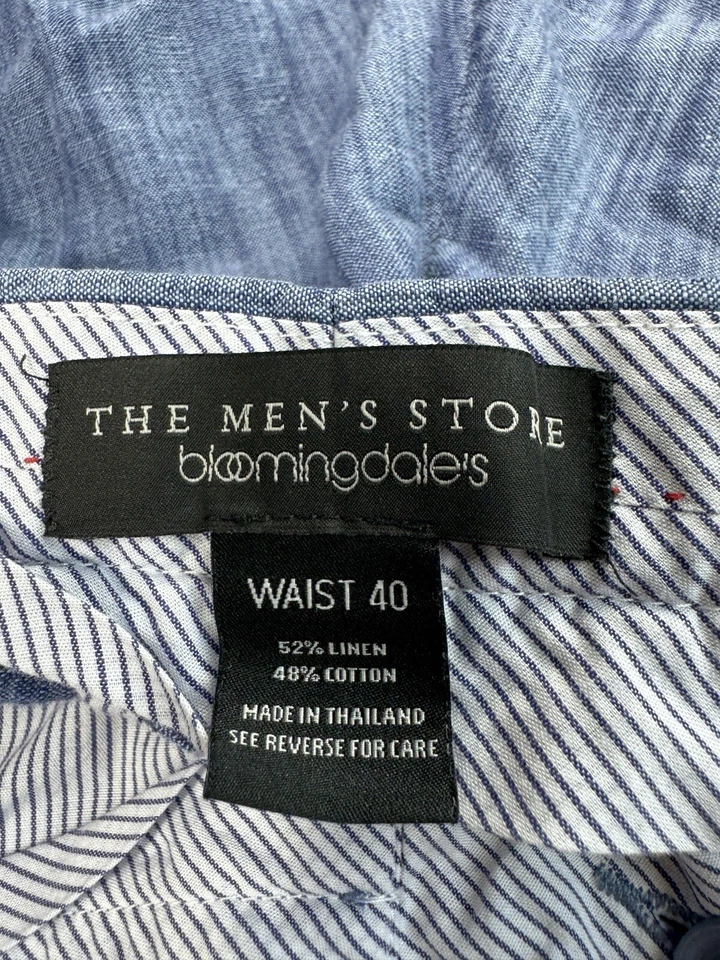 THE MEN'S STORE
bloomingdale's
WAIST 40
52% LINEN
48% COTTON
MADE IN THAILAND
SEE REVERSE FOR CARE